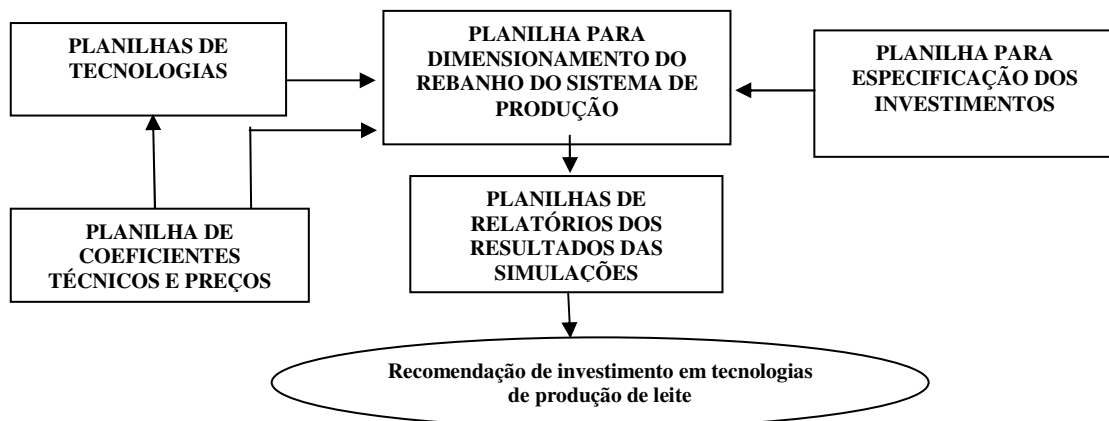 PLANILHAS DE
TECNOLOGIAS
PLANILHA PARA
DIMENSIONAMENTO DO
REBANHO DO SISTEMA DE
PRODUÇÃO
PLANILHA PARA
ESPECIFICAÇÃO DOS
INVESTIMENTOS
PLANILHA DE
COEFICIENTES
TÉCNICOS E PREÇOS
PLANILHAS DE
RELATÓRIOS DOS
RESULTADOS DAS
SIMULAÇÕES
Recomendação de investimento em tecnologias
de produção de leite